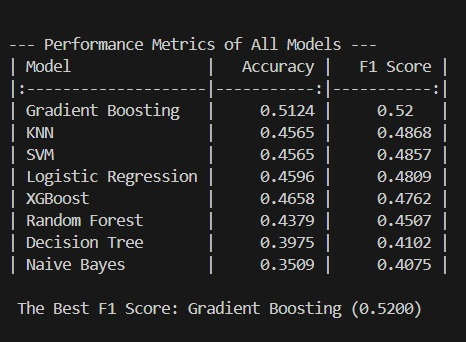 --- Performance Metrics of All Models ---
| Model               |   Accuracy |   F1 Score |
|:--------------------|-----------:|-----------:|
| Gradient Boosting   |     0.5124 |     0.52   |
| KNN                 |     0.4565 |     0.4868 |
| SVM                 |     0.4565 |     0.4857 |
| Logistic Regression |     0.4596 |     0.4809 |
| XGBoost             |     0.4658 |     0.4762 |
| Random Forest       |     0.4379 |     0.4507 |
| Decision Tree       |     0.3975 |     0.4102 |
| Naive Bayes         |     0.3509 |     0.4075 |
The Best F1 Score: Gradient Boosting (0.5200)